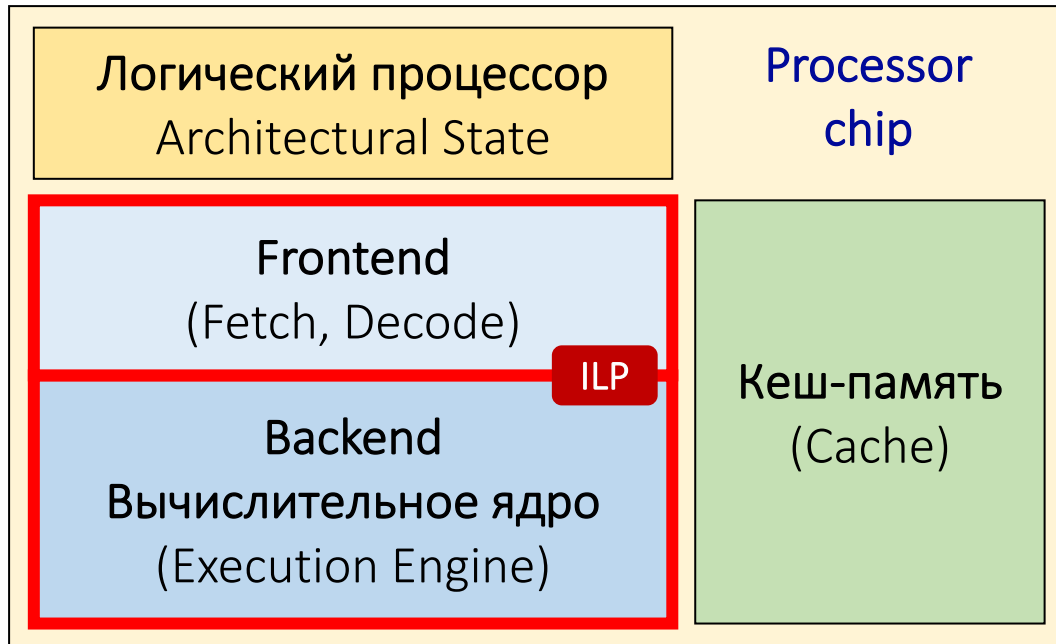 Логический процессор
Architectural State
Processor
chip
Frontend
(Fetch, Decode)
ILP
Backend
Вычислительное ядро
(Execution Engine)
Кеш-память
(Cache)